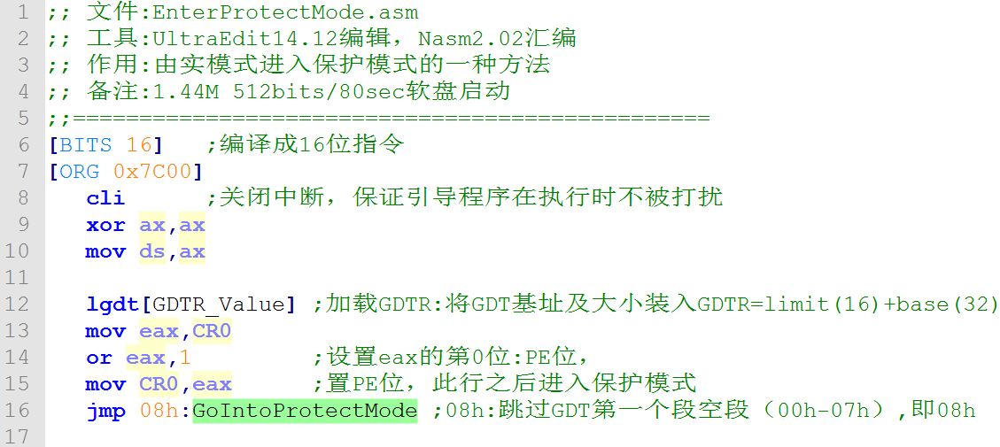 1 ;; 文件:EnterProtectMode.asm
2 ;; 工具:UltraEdit14.12编辑，Nasm2.02汇编
3 ;; 作用:由实模式进入保护模式的一种方法
4 ;; 备注:1.44M 512bits/80sec软盘启动
5 ;;================================================
6 [BITS 16] ;编译成16位指令
7 [ORG 0x7C00]
8 cli ;关闭中断，保证引导程序在执行时不被打扰
9 xor ax,ax
10 mov ds,ax
11
12 lgdt[GDTR_Value] ;加载GDTR:将GDT基址及大小装入GDTR=limit(16)+base(32)
13 mov eax,CR0
14 or eax,1 ;设置eax的第0位:PE位，
15 mov CR0,eax ;置PE位，此行之后进入保护模式
16 jmp 08h:GoIntoProtectMode ;08h:跳过GDT第一个段空段（00h-07h）,即08h
17